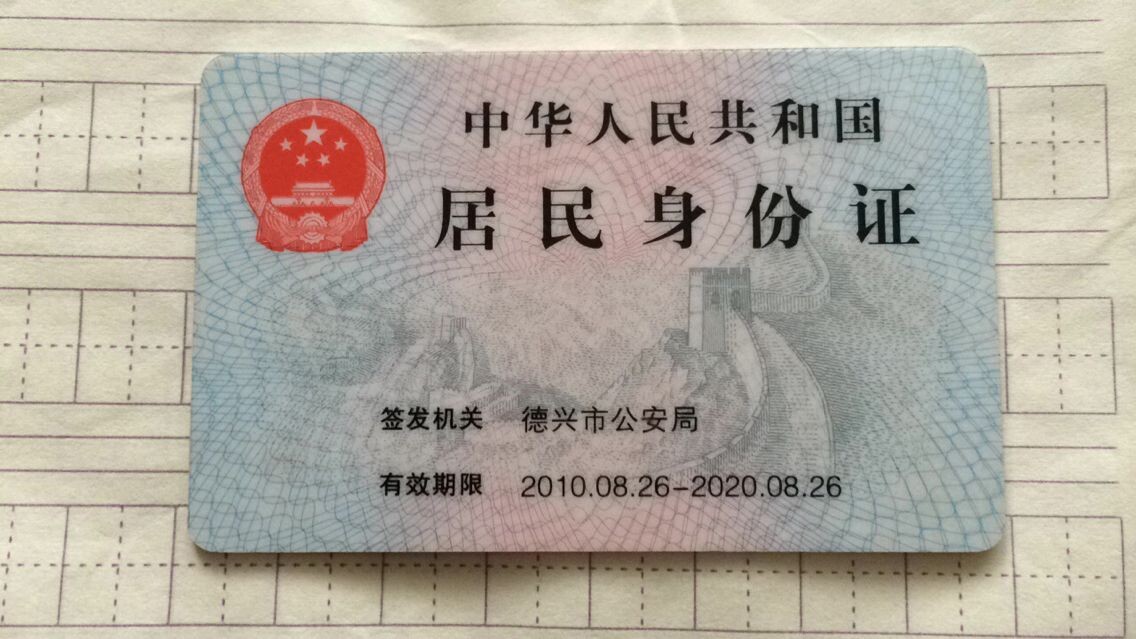 中华人民共和国
居民身份证
签发机关 德兴市公安局
有效期限 2010.08.26-2020.08.26